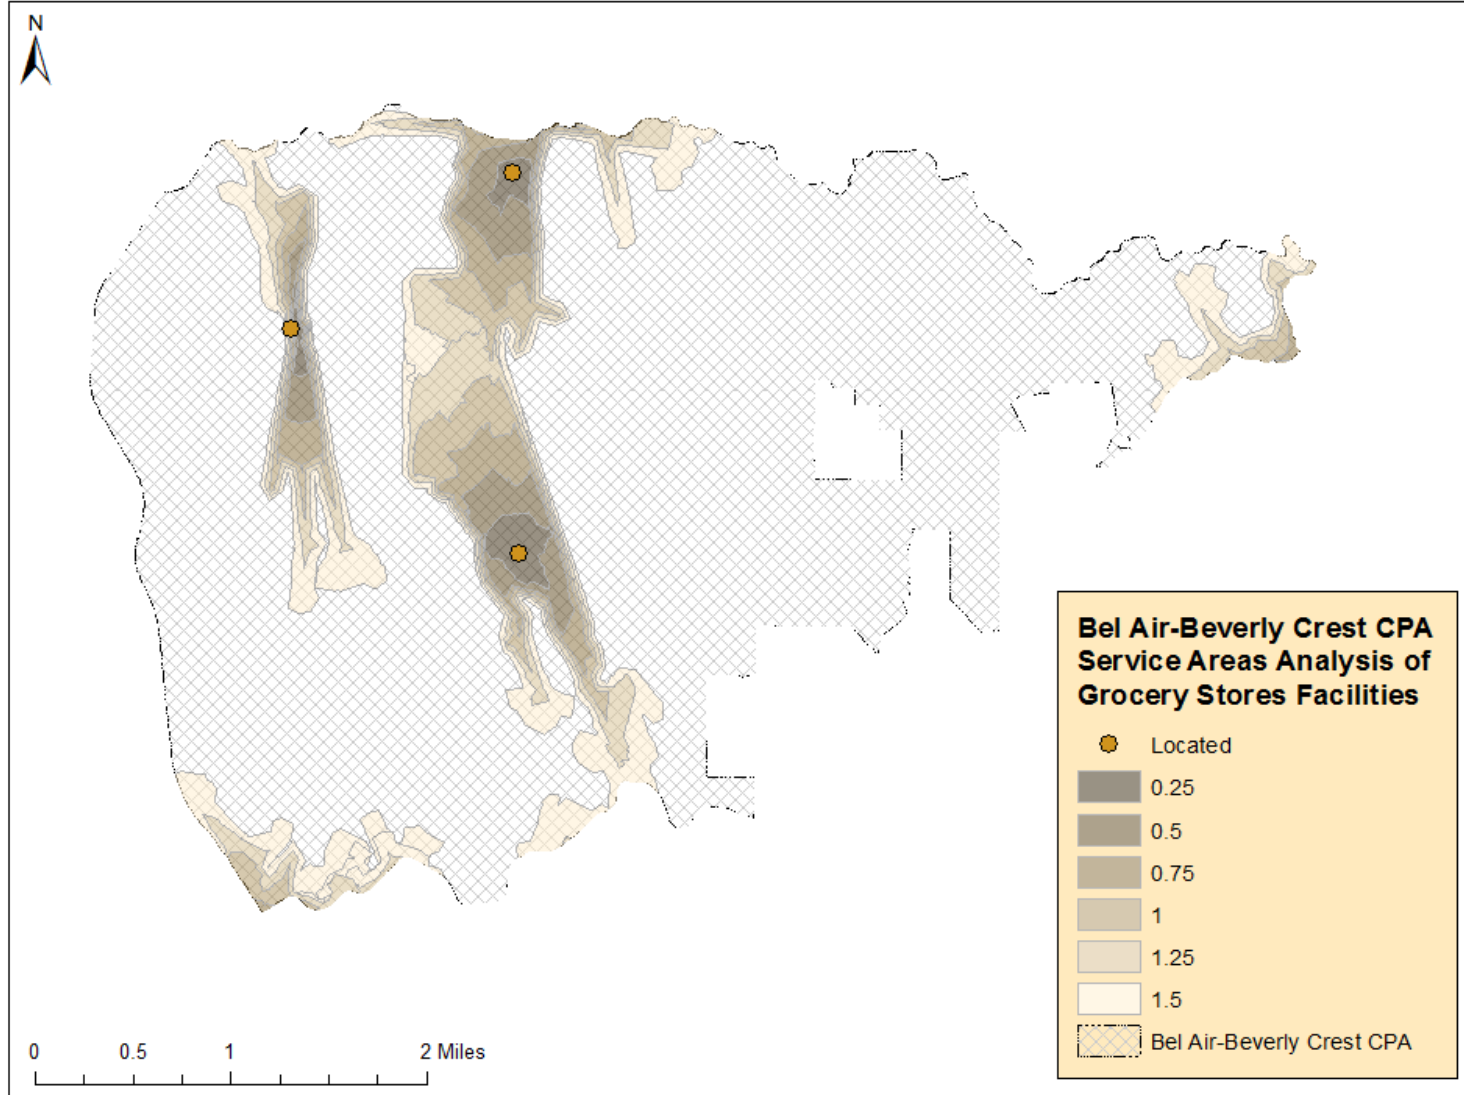 N
Bel Air-Beverly Crest CPA
Service Areas Analysis of
Grocery Stores Facilities
Located
0.25
0.5
0.75
1
1.25
1.5
Bel Air-Beverly Crest CPA
0 0.5 1 2 Miles